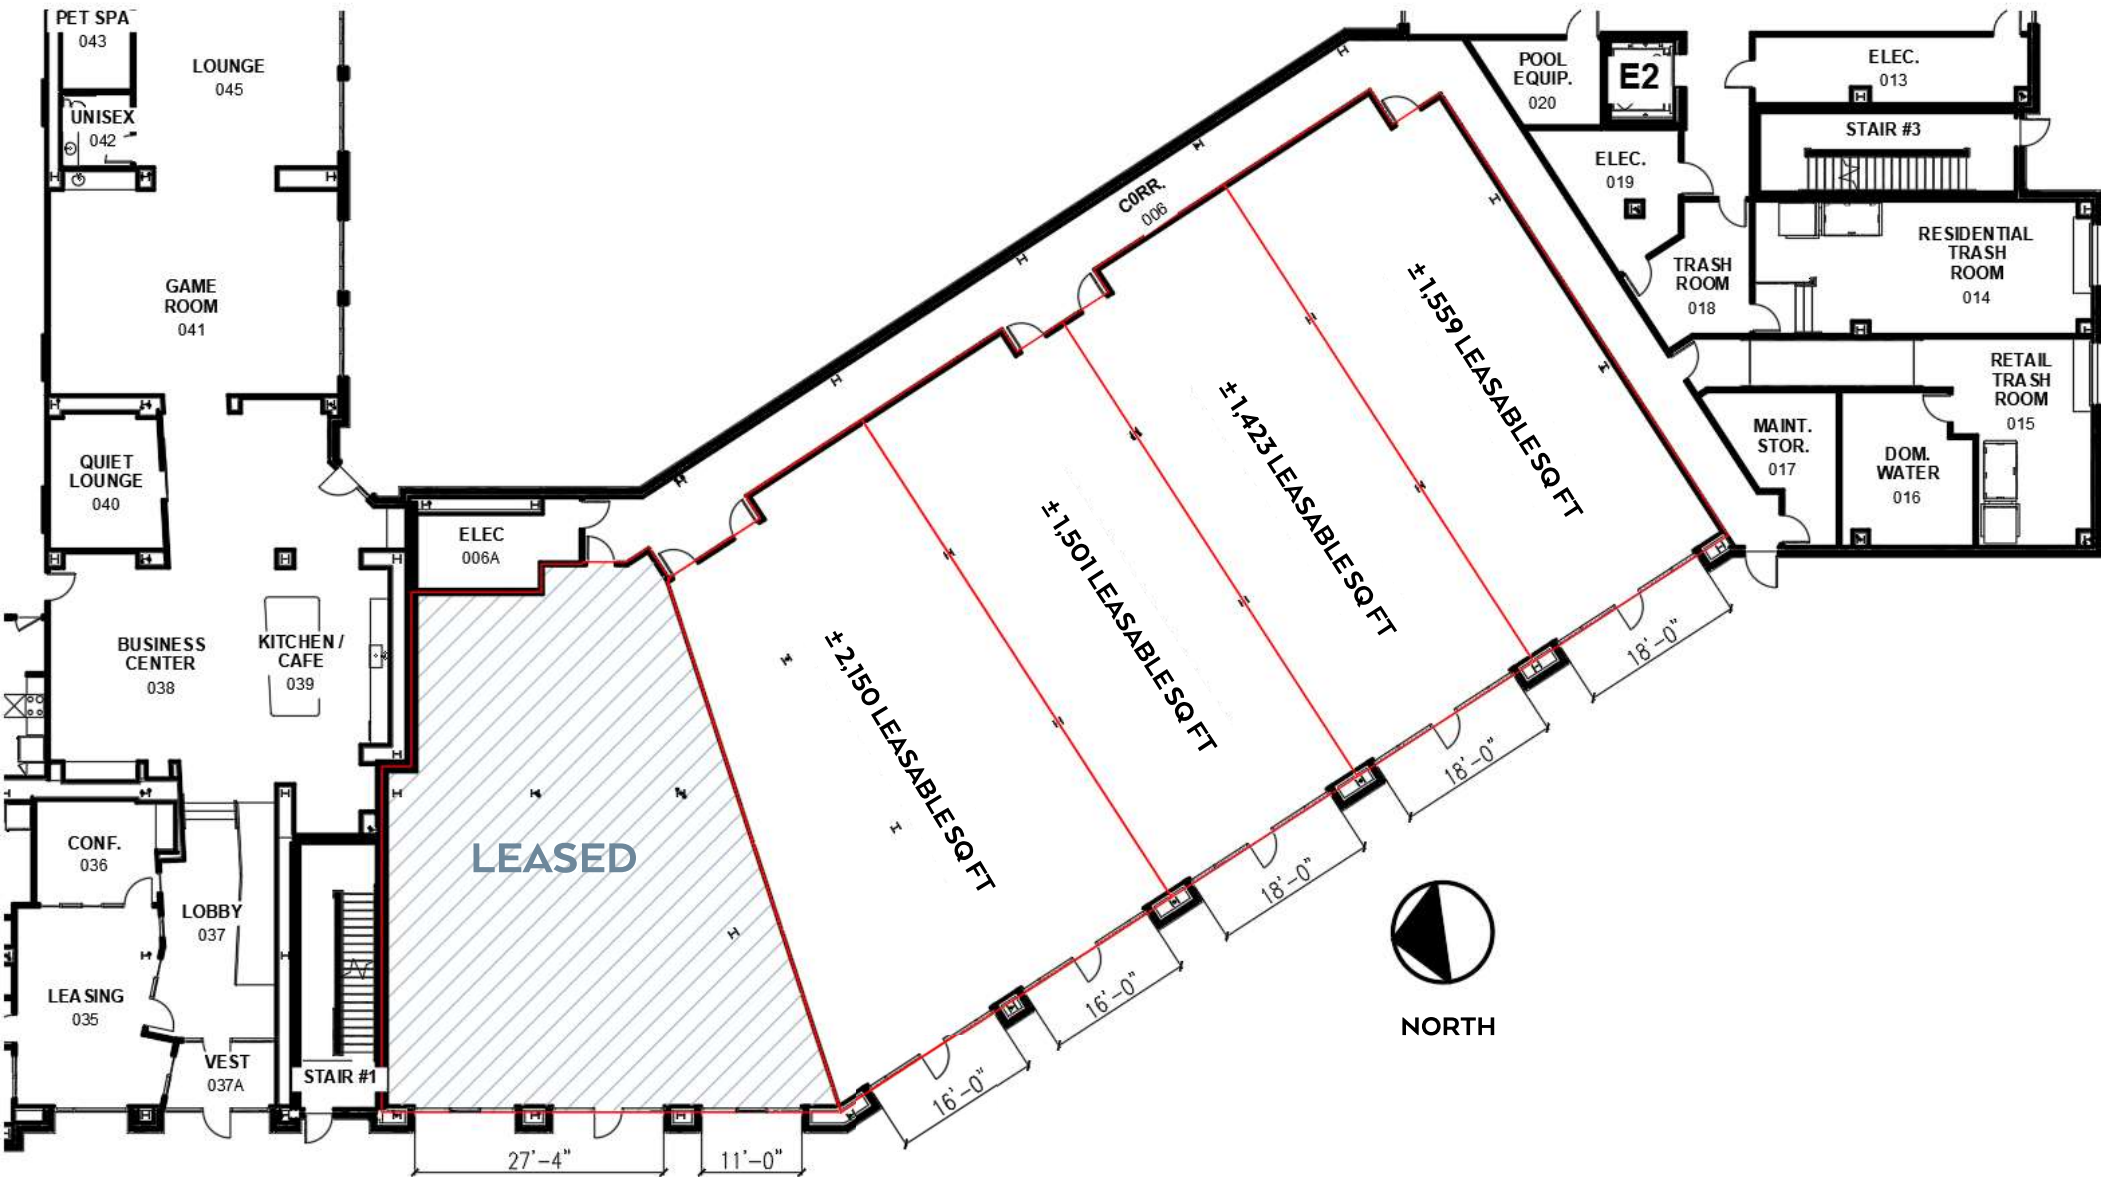 PET SPA
043
LOUNGE
045
UNISEX
042
GAME
ROOM
041
QUIET
LOUNGE
040
BUSINESS
CENTER
038
KITCHEN /
CAFE
039
CONF.
036
LOBBY
037
LEASING
035
VEST
037A
STAIR #1
ELEC
006A
LEASED
27'-4"
11'-0"
CORR.
006
± 2,150 LEASABLE SQ FT
± 1,501 LEASABLE SQ FT
± 1,423 LEASABLE SQ FT
± 1,559 LEASABLE SQ FT
16'-0"
16'-0"
18'-0"
18'-0"
18'-0"
NORTH
POOL
EQUIP.
020
E2
ELEC.
013
STAIR #3
ELEC.
019
TRASH
ROOM
018
RESIDENTIAL
TRASH
ROOM
014
RETAIL
TRASH
ROOM
015
MAINT.
STOR.
017
DOM.
WATER
016